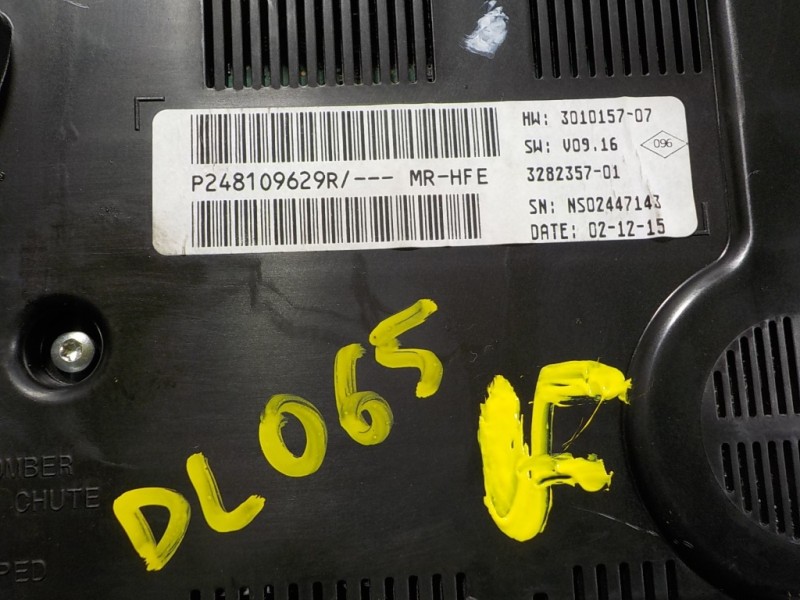 P248109629R/--- MR-HFE
HW: 3010157-07
SW: V09.16
3282357-01
SN: NS02447143
DATE: 02-12-15
096
DL065
UF
OMBER
CHUTE
PED